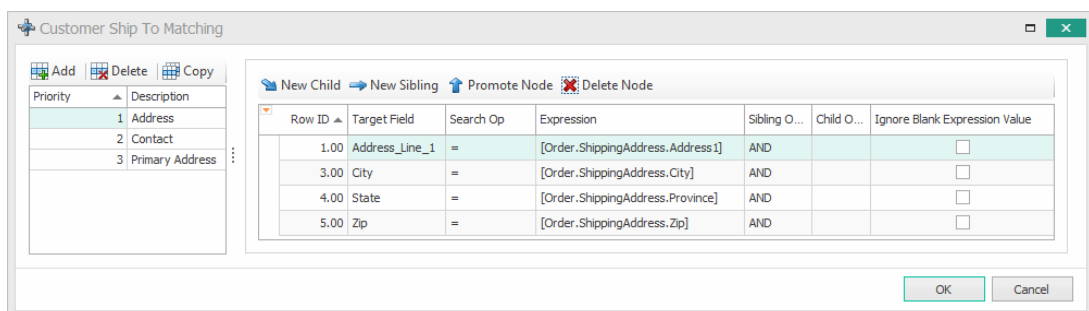 Customer Ship To Matching
Add Delete Copy
Priority Description
1 Address
2 Contact
3 Primary Address
New Child New Sibling Promote Node Delete Node
Row ID Target Field Search Op Expression Sibling O... Child O... Ignore Blank Expression Value
1.00 Address_Line_1 = [Order.ShippingAddress.Address1] AND
3.00 City = [Order.ShippingAddress.City] AND
4.00 State = [Order.ShippingAddress.Province] AND
5.00 Zip = [Order.ShippingAddress.Zip] AND
OK Cancel